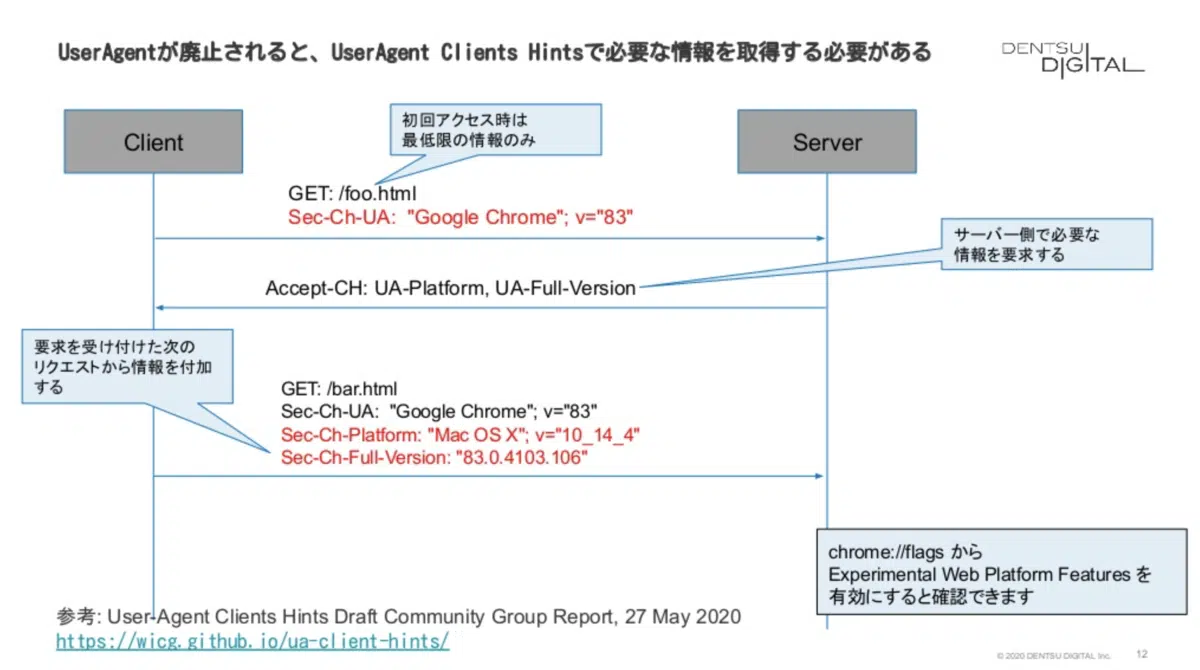 UserAgentが廃止されると、UserAgent Clients Hintsで必要な情報を取得する必要がある
DENTSU
DIGITAL
Client
初回アクセス時は
最低限の情報のみ
Server
GET: /foo.html
Sec-Ch-UA: "Google Chrome"; v="83"
サーバー側で必要な
情報を要求する
Accept-CH: UA-Platform, UA-Full-Version
要求を受け付けた次の
リクエストから情報を付加
する
GET: /bar.html
Sec-Ch-UA: "Google Chrome"; v="83"
Sec-Ch-Platform: "Mac OS X"; v="10_14_4"
Sec-Ch-Full-Version: "83.0.4103.106"
chrome://flags から
Experimental Web Platform Features を
有効にすると確認できます
参考: User-Agent Clients Hints Draft Community Group Report, 27 May 2020
https://wicg.github.io/ua-client-hints/
© 2020 DENTSU DIGITAL Inc.
12